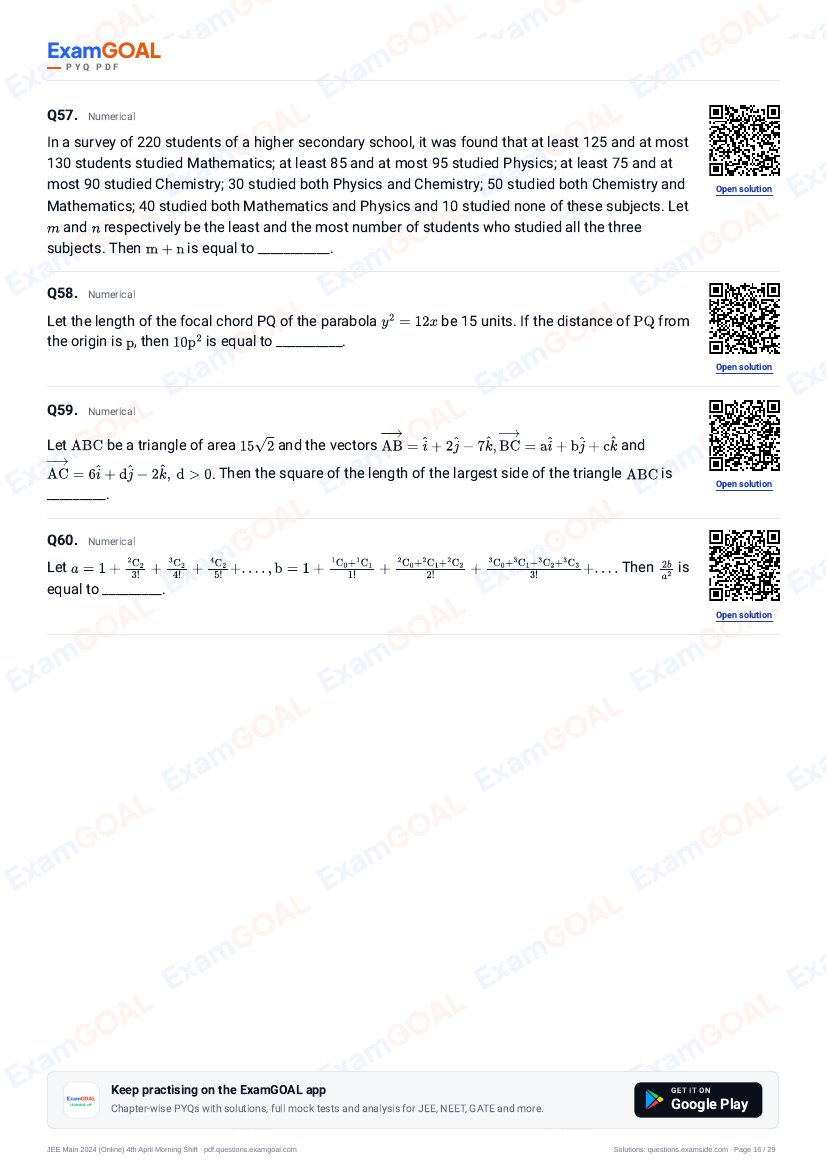 ExamGOAL
PYQ PDF
Q57. Numerical
In a survey of 220 students of a higher secondary school, it was found that at least 125 and at most
130 students studied Mathematics; at least 85 and at most 95 studied Physics; at least 75 and at
most 90 studied Chemistry; 30 studied both Physics and Chemistry; 50 studied both Chemistry and
Mathematics; 40 studied both Mathematics and Physics and 10 studied none of these subjects. Let
m and n respectively be the least and the most number of students who studied all the three
subjects. Then m + n is equal to __________.
Open solution
Q58. Numerical
Let the length of the focal chord PQ of the parabola y² = 12x be 15 units. If the distance of PQ from
the origin is p, then 10p² is equal to _________.
Open solution
Q59. Numerical
Let ABC be a triangle of area 15√2 and the vectors \overrightarrow{AB} = î + 2ĵ − 7k̂, \overrightarrow{BC} = aî + bĵ + ck̂ and
\overrightarrow{AC} = 6î + dĵ − 2k̂, d > 0. Then the square of the length of the largest side of the triangle ABC is
________.
Open solution
Q60. Numerical
Let a = 1 + ²C₂/3! + ³C₂/4! + ⁴C₂/5! + . . . . , b = 1 + (¹C₀+¹C₁)/1! + (²C₀+²C₁+²C₂)/2! + (³C₀+³C₁+³C₂+³C₃)/3! + . . . . Then 2b/a² is
equal to ________.
Open solution
Keep practising on the ExamGOAL app
Chapter-wise PYQs with solutions, full mock tests and analysis for JEE, NEET, GATE and more.
GET IT ON
Google Play
JEE Main 2024 (Online) 4th April Morning Shift · pdf.questions.examgoal.com
Solutions: questions.examside.com · Page 16 / 29